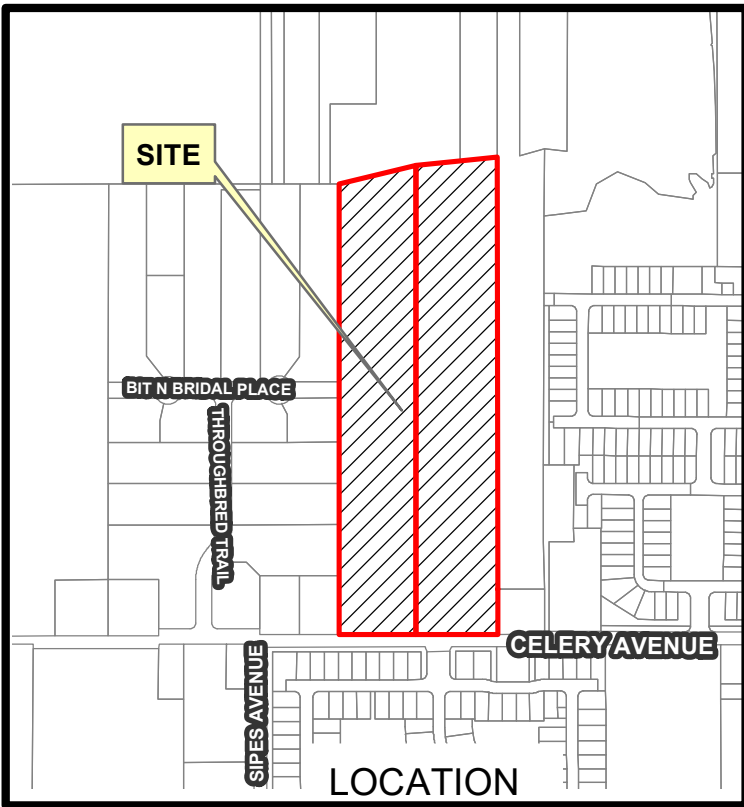 SITE
BIT N BRIDAL PLACE
THROUGHBRED TRAIL
CELERY AVENUE
SIPES AVENUE
LOCATION